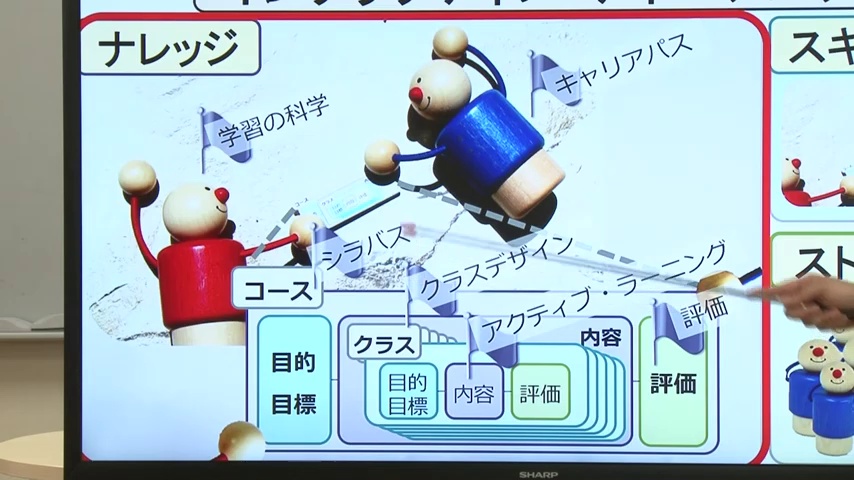 ナレッジ
キャリアパス
スキ
学習の科学
シラバス
クラスデザイン
アクティブ・ラーニング
評価
スト
コース
目的
目標
クラス
内容
目的
目標
内容
評価
評価
SHARP